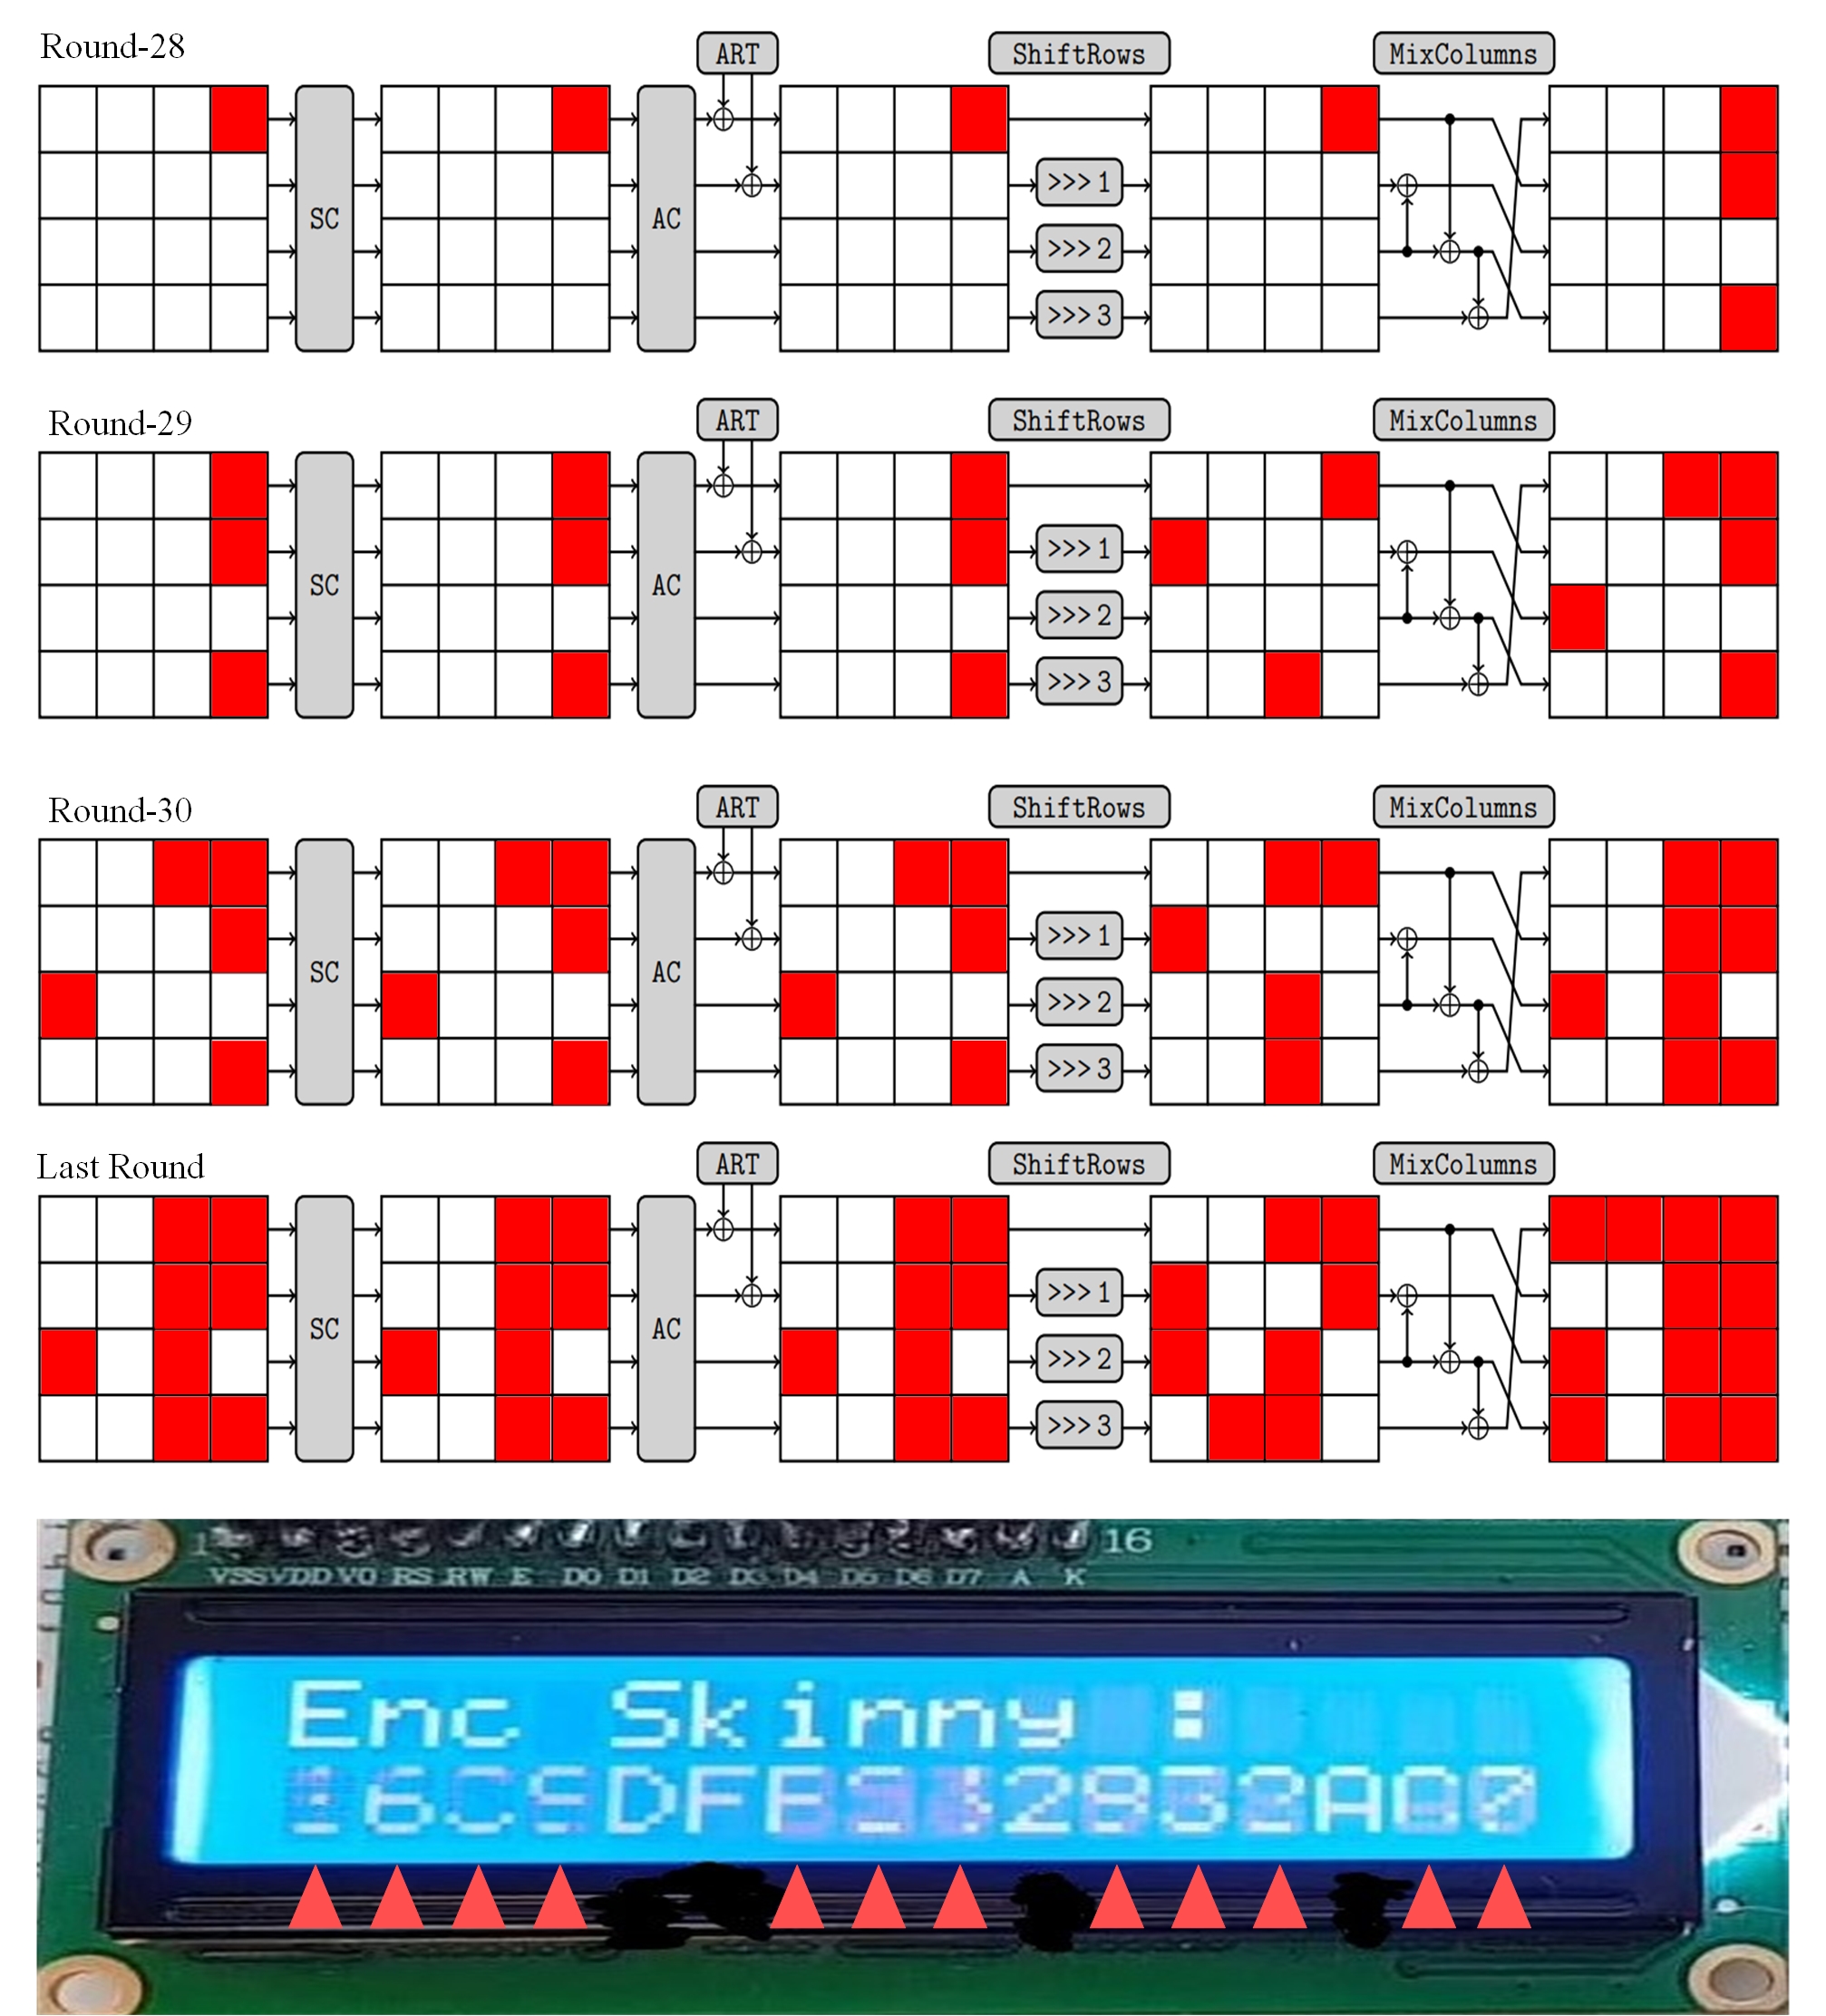 Round-28
ART ShiftRows MixColumns
SC AC
>>> 1
>>> 2
>>> 3
Round-29
ART ShiftRows MixColumns
SC AC
>>> 1
>>> 2
>>> 3
Round-30
ART ShiftRows MixColumns
SC AC
>>> 1
>>> 2
>>> 3
Last Round
ART ShiftRows MixColumns
SC AC
>>> 1
>>> 2
>>> 3
16
VSS VDD VO RS RW E D0 D1 D2 D3 D4 D5 D6 D7 A K
Enc Skinny :